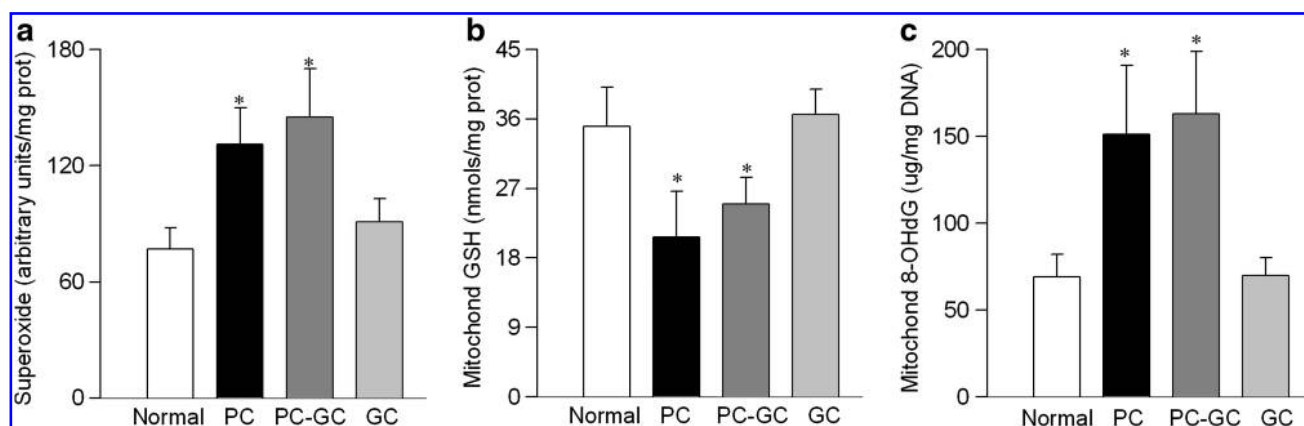 a
Superoxide (arbitrary units/mg prot)
180
120
60
0
*
*
Normal PC PC-GC GC
b
Mitochond GSH (nmols/mg prot)
45
36
27
18
9
0
*
*
Normal PC PC-GC GC
c
Mitochond 8-OHdG (ug/mg DNA)
200
150
100
50
0
*
*
Normal PC PC-GC GC